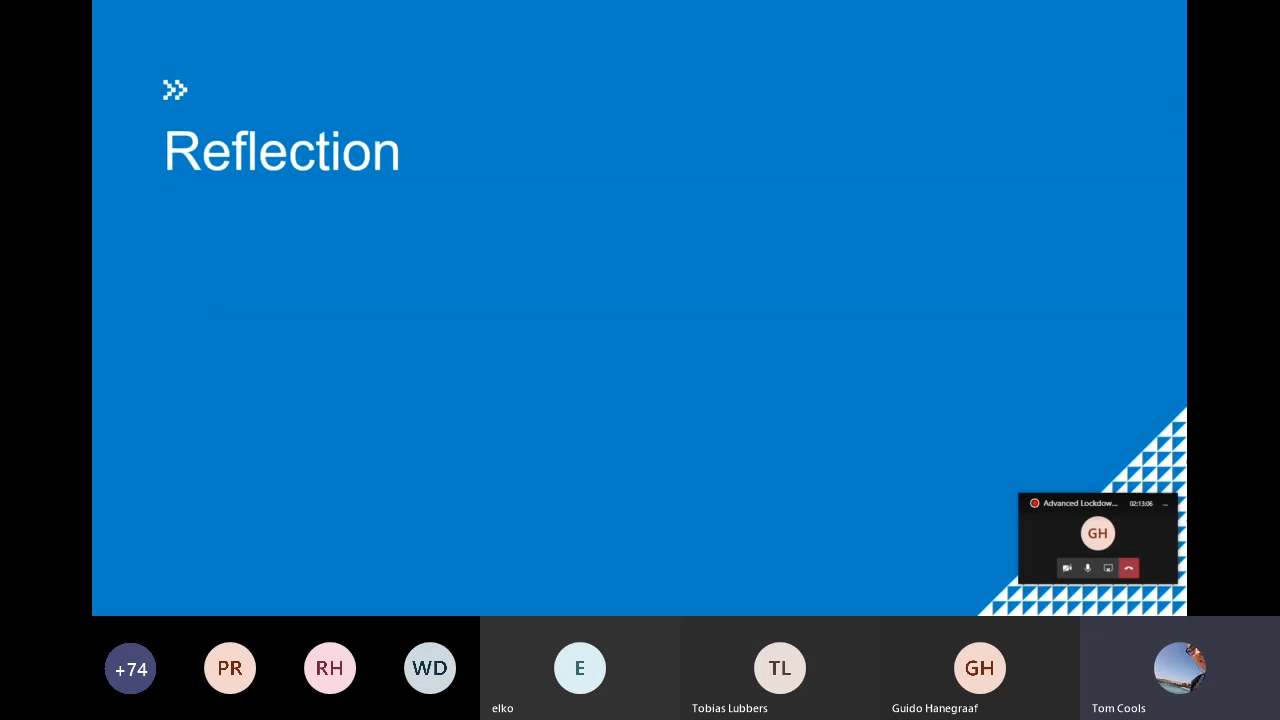 Reflection
Advanced Lockdow...
02:13:06
...
GH
+74
PR
RH
WD
E
TL
GH
elko
Tobias Lubbers
Guido Hanegraaf
Tom Cools